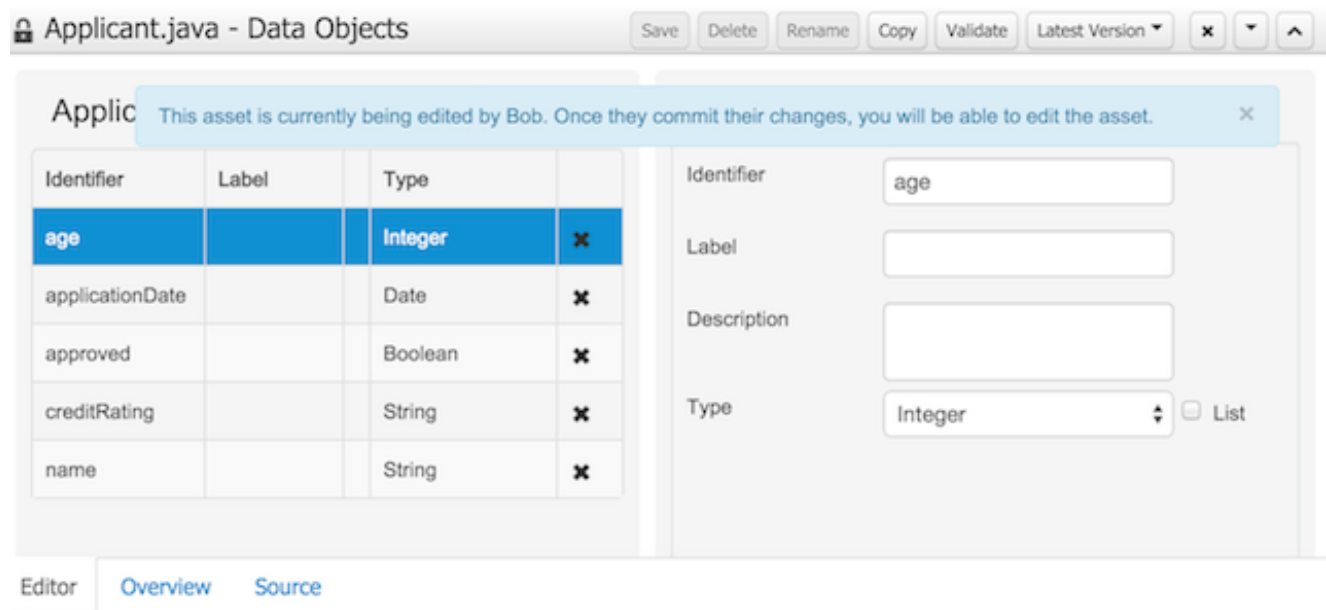 Applicant.java - Data Objects
Save Delete Rename Copy Validate Latest Version
Applic
This asset is currently being edited by Bob. Once they commit their changes, you will be able to edit the asset.
Identifier Label Type
age Integer
applicationDate Date
approved Boolean
creditRating String
name String
Identifier age
Label
Description
Type Integer List
Editor Overview Source